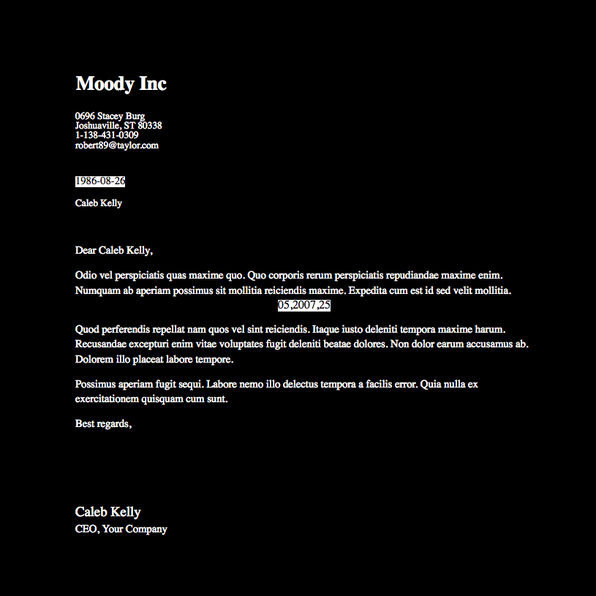 Moody Inc
0696 Stacey Burg
Joshuaville, ST 80338
1-138-431-0309
robert89@taylor.com
1986-08-26
Caleb Kelly
Dear Caleb Kelly,
Odio vel perspiciatis quas maxime quo. Quo corporis rerum perspiciatis repudiandae maxime enim.
Numquam ab aperiam possimus sit mollitia reiciendis maxime. Expedita cum est id sed velit mollitia.
05,2007,25
Quod perferendis repellat nam quos vel sint reiciendis. Itaque iusto deleniti tempora maxime harum.
Recusandae excepturi enim vitae voluptates fugit deleniti beatae dolores. Non dolor earum accusamus ab.
Dolorem illo placeat labore tempore.
Possimus aperiam fugit sequi. Labore nemo illo delectus tempora a facilis error. Quia nulla ex
exercitationem quisquam cum sunt.
Best regards,
Caleb Kelly
CEO, Your Company